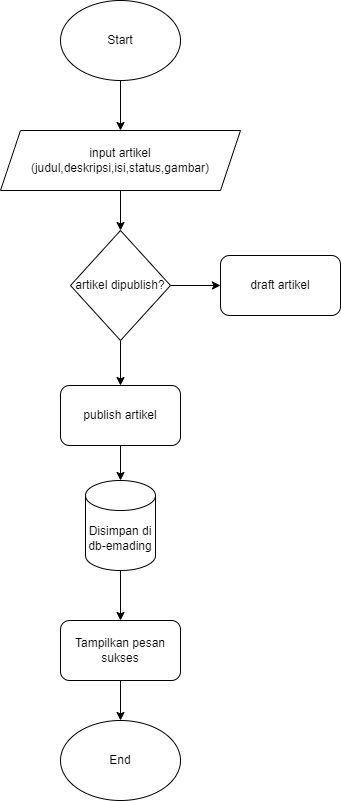 Start
input artikel
(judul,deskripsi,isi,status,gambar)
artikel dipublish?
draft artikel
publish artikel
Disimpan di
db-emading
Tampilkan pesan
sukses
End